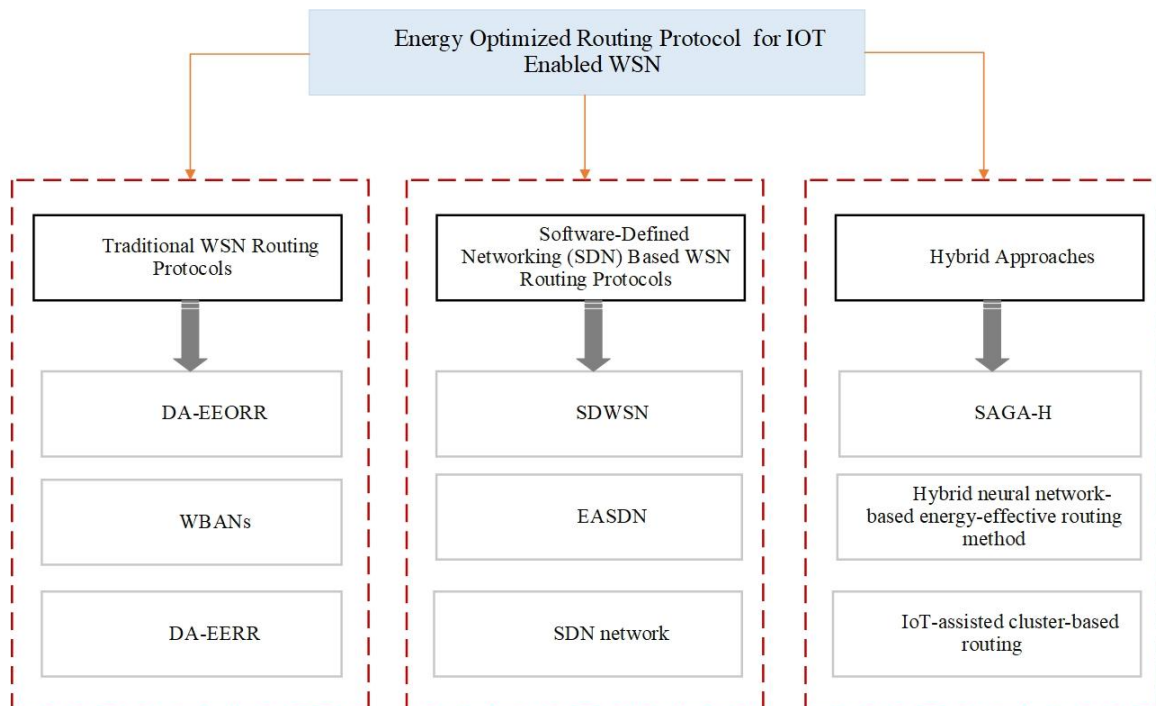 Energy Optimized Routing Protocol for IOT
Enabled WSN
Traditional WSN Routing
Protocols
DA-EEORR
WBANs
DA-EERR
Software-Defined
Networking (SDN) Based WSN
Routing Protocols
SDWSN
EASDN
SDN network
Hybrid Approaches
SAGA-H
Hybrid neural network-
based energy-effective routing
method
IoT-assisted cluster-based
routing